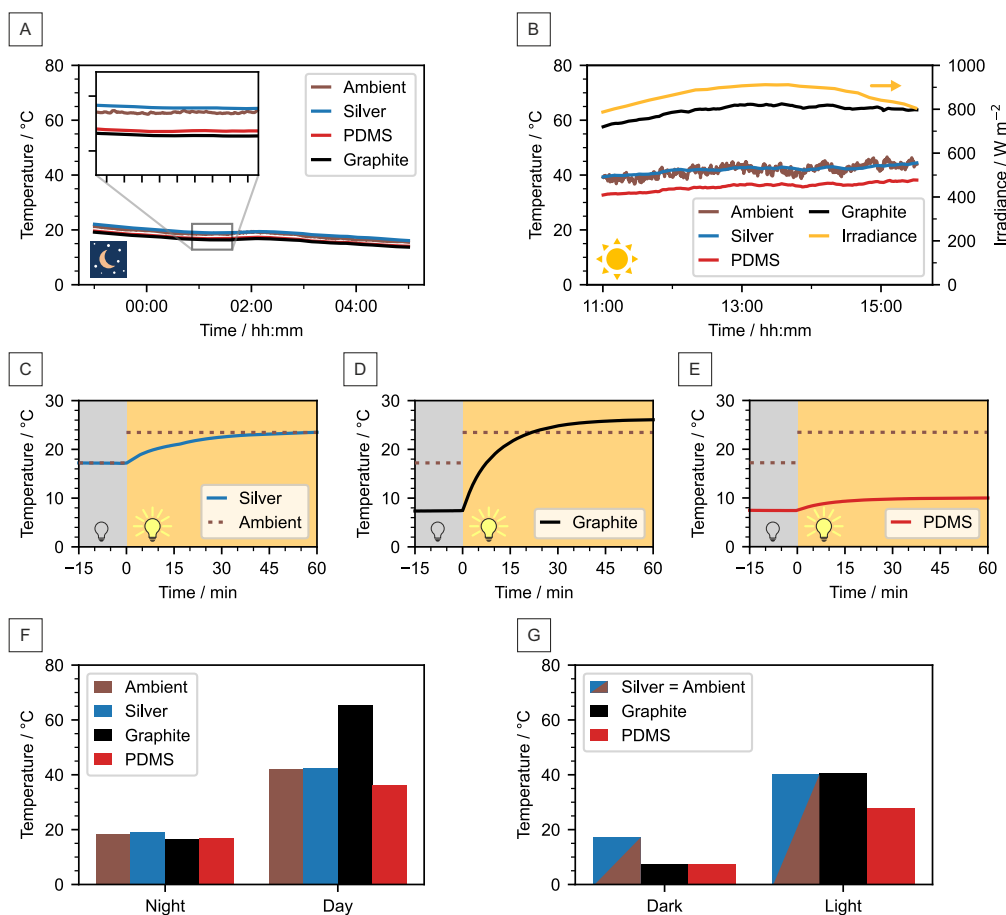 A
Temperature / °C
80
60
40
20
0
Ambient
Silver
PDMS
Graphite
00:00 02:00 04:00
Time / hh:mm
B
Temperature / °C
80
60
40
20
0
Ambient
Silver
PDMS
Graphite
Irradiance
1000
800
600
400
200
0
Irradiance / W m⁻²
11:00 13:00 15:00
Time / hh:mm
C
Temperature / °C
30
20
10
0
Silver
Ambient
−15 0 15 30 45 60
Time / min
D
Temperature / °C
30
20
10
0
Graphite
−15 0 15 30 45 60
Time / min
E
Temperature / °C
30
20
10
0
PDMS
−15 0 15 30 45 60
Time / min
F
Temperature / °C
80
60
40
20
0
Ambient
Silver
Graphite
PDMS
Night Day
G
Temperature / °C
80
60
40
20
0
Silver = Ambient
Graphite
PDMS
Dark Light